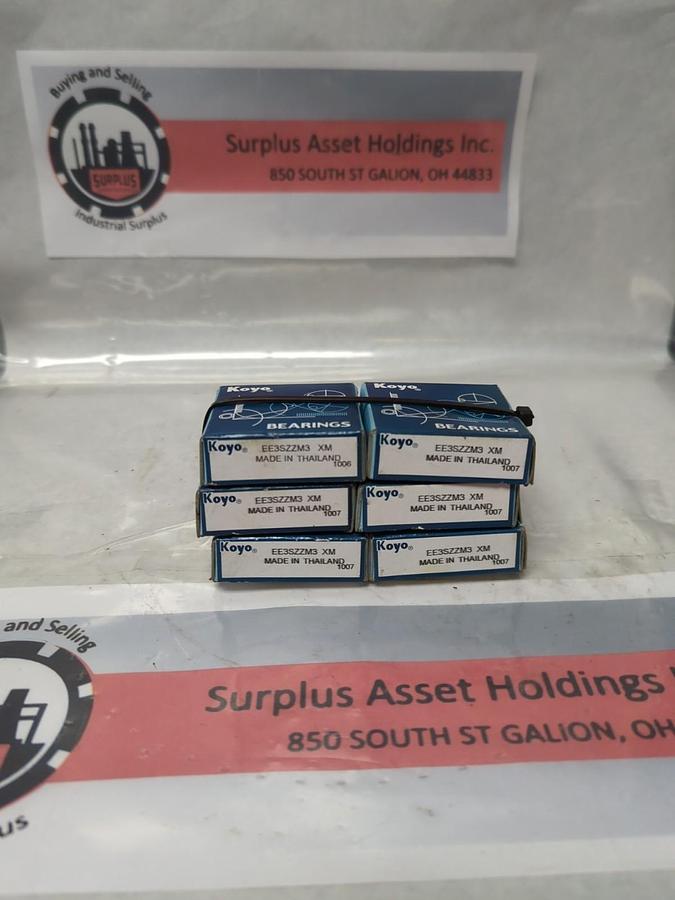 Buying and Selling
SURPLUS
Industrial Surplus
Surplus Asset Holdings Inc.
850 SOUTH ST GALION, OH 44833
Koyo
BEARINGS
Koyo® EE3SZZM3 XM
MADE IN THAILAND
1006
Koyo
BEARINGS
Koyo® EE3SZZM3 XM
MADE IN THAILAND
1007
Koyo® EE3SZZM3 XM
MADE IN THAILAND
1007
Koyo® EE3SZZM3 XM
MADE IN THAILAND
1007
Koyo® EE3SZZM3 XM
MADE IN THAILAND
1007
Koyo® EE3SZZM3 XM
MADE IN THAILAND
1007
and Selling
Surplus Asset Holdings
850 SOUTH ST GALION, OH
us